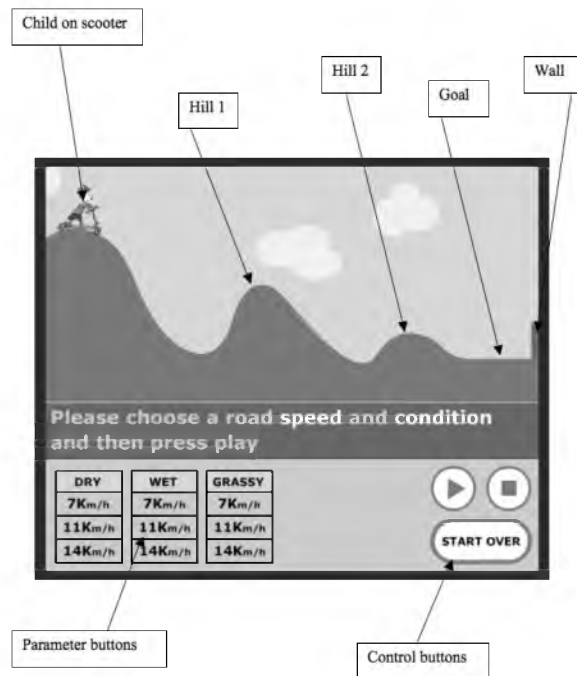 Child on scooter
Hill 1
Hill 2
Goal
Wall
Please choose a road speed and condition
and then press play
DRY WET GRASSY
7Km/h 7Km/h 7Km/h
11Km/h 11Km/h 11Km/h
14Km/h 14Km/h 14Km/h
START OVER
Parameter buttons
Control buttons